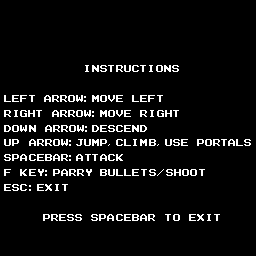 INSTRUCTIONS
LEFT ARROW: MOVE LEFT
RIGHT ARROW: MOVE RIGHT
DOWN ARROW: DESCEND
UP ARROW: JUMP, CLIMB, USE PORTALS
SPACEBAR: ATTACK
F KEY: PARRY BULLETS/SHOOT
ESC: EXIT
PRESS SPACEBAR TO EXIT